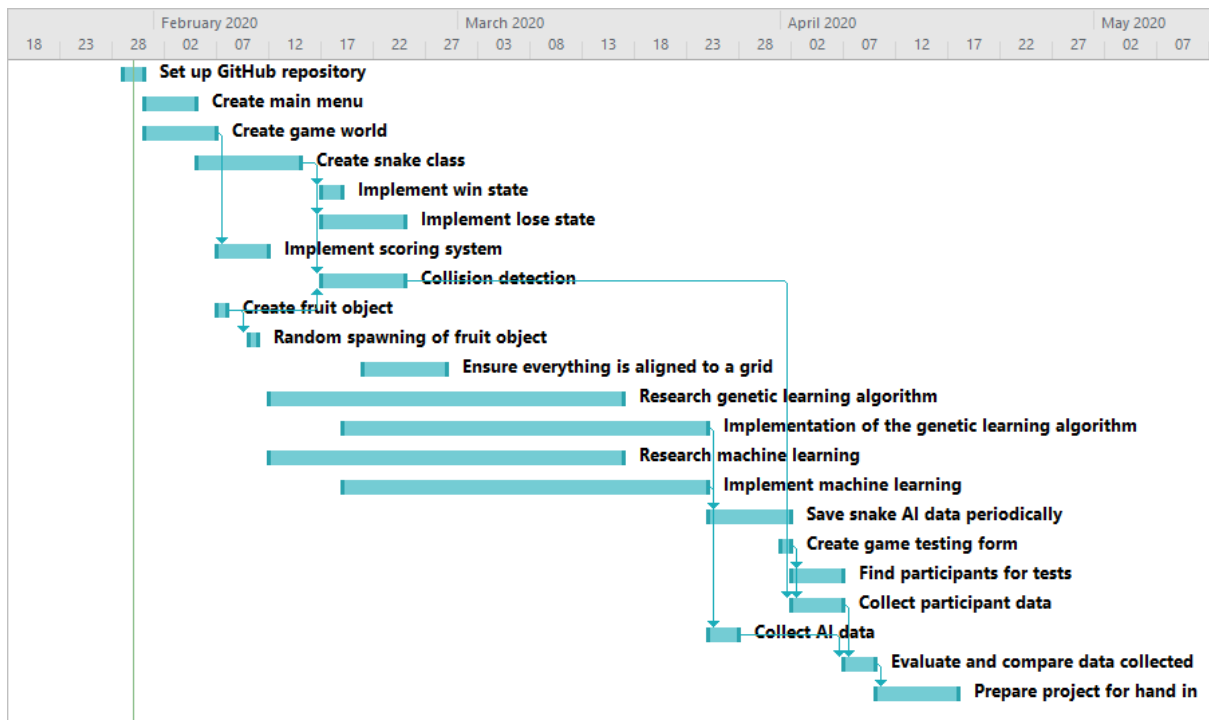 February 2020 March 2020 April 2020 May 2020
18 23 28 02 07 12 17 22 27 03 08 13 18 23 28 02 07 12 17 22 27 02 07
Set up GitHub repository
Create main menu
Create game world
Create snake class
Implement win state
Implement lose state
Implement scoring system
Collision detection
Create fruit object
Random spawning of fruit object
Ensure everything is aligned to a grid
Research genetic learning algorithm
Implementation of the genetic learning algorithm
Research machine learning
Implement machine learning
Save snake AI data periodically
Create game testing form
Find participants for tests
Collect participant data
Collect AI data
Evaluate and compare data collected
Prepare project for hand in